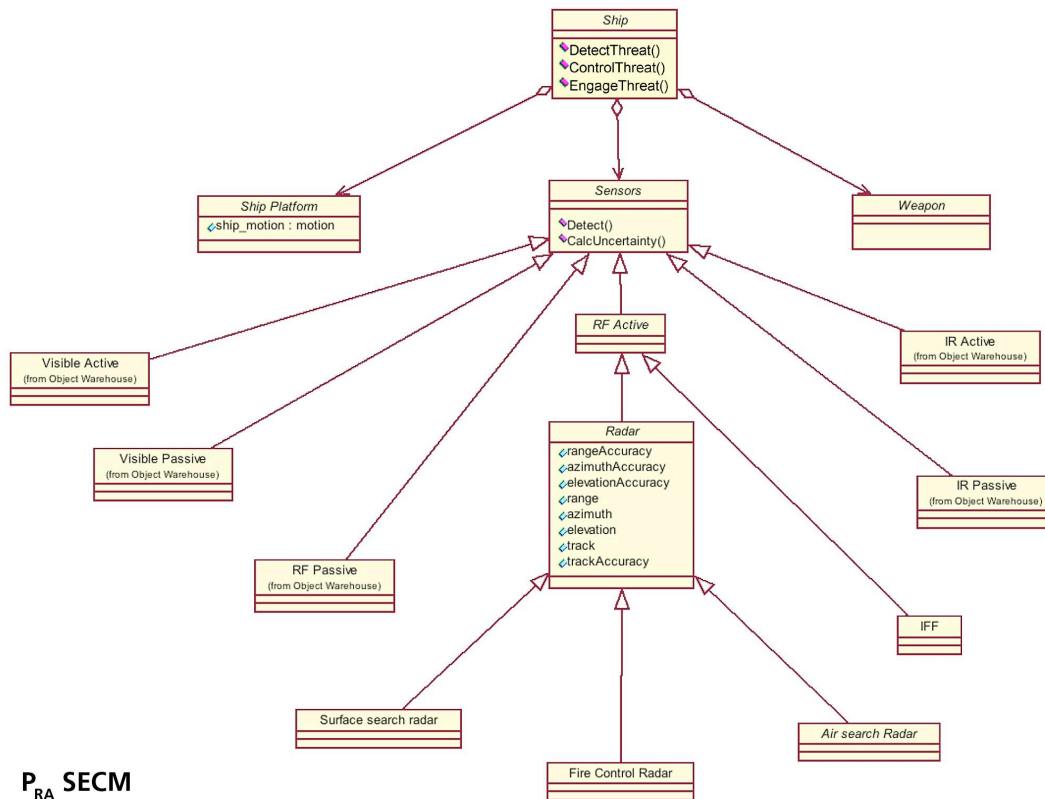 Ship
DetectThreat()
ControlThreat()
EngageThreat()
Ship Platform
ship_motion : motion
Sensors
Detect()
CalcUncertainty()
Weapon
RF Active
Visible Active
(from Object Warehouse)
IR Active
(from Object Warehouse)
Visible Passive
(from Object Warehouse)
Radar
rangeAccuracy
azimuthAccuracy
elevationAccuracy
range
azimuth
elevation
track
trackAccuracy
IR Passive
(from Object Warehouse)
RF Passive
(from Object Warehouse)
IFF
Surface search radar
Air search Radar
Fire Control Radar
PRA SECM